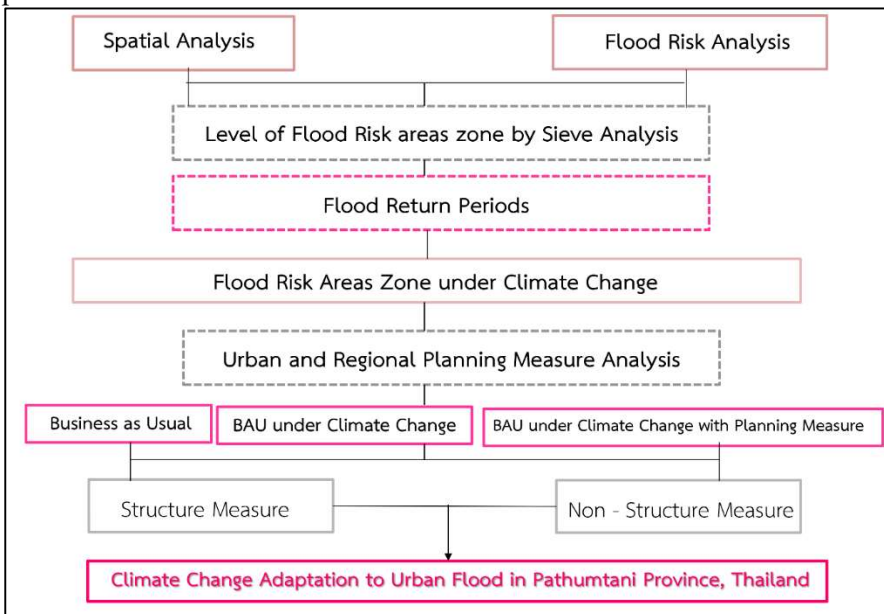 Spatial Analysis
Flood Risk Analysis
Level of Flood Risk areas zone by Sieve Analysis
Flood Return Periods
Flood Risk Areas Zone under Climate Change
Urban and Regional Planning Measure Analysis
Business as Usual
BAU under Climate Change
BAU under Climate Change with Planning Measure
Structure Measure
Non - Structure Measure
Climate Change Adaptation to Urban Flood in Pathumtani Province, Thailand